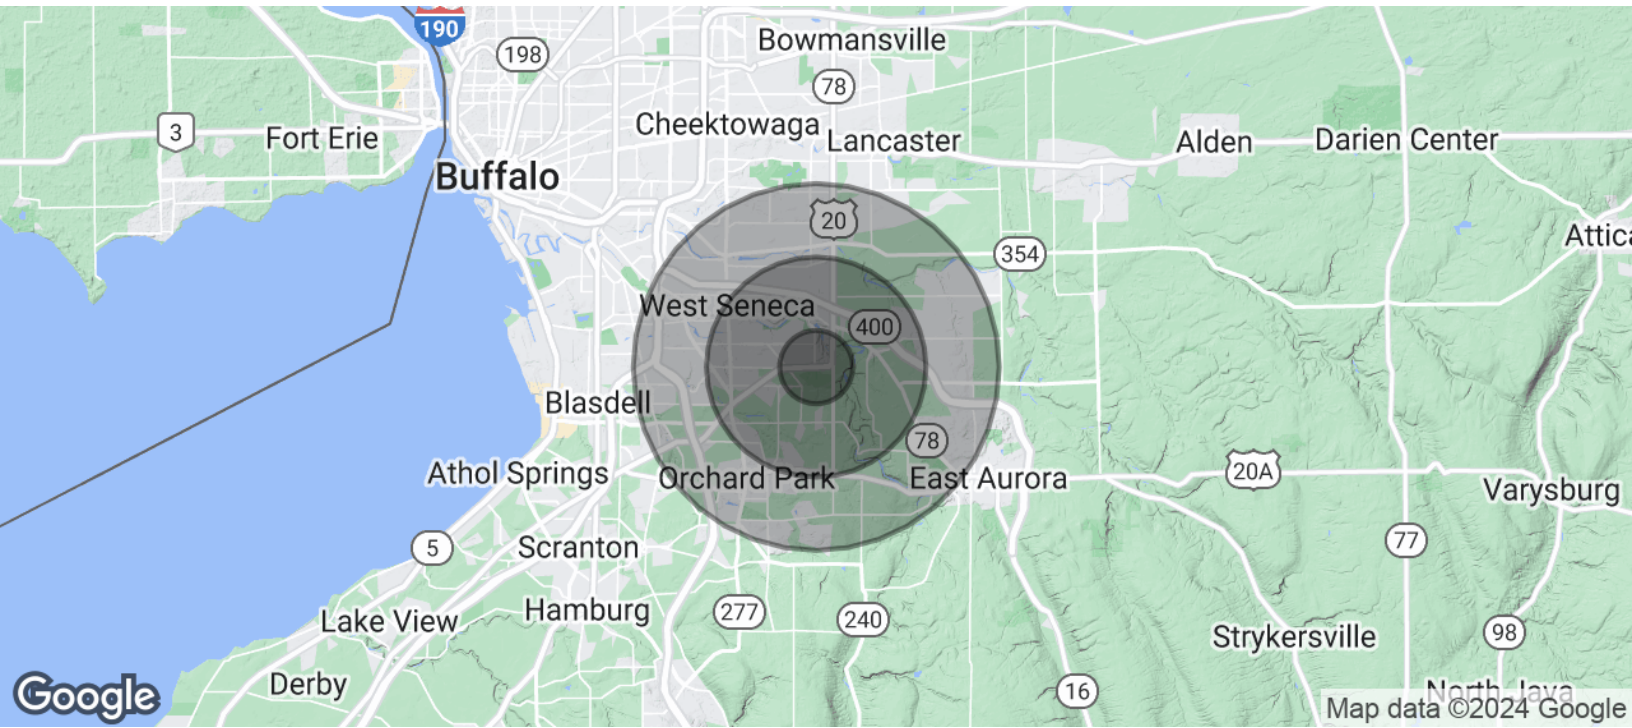 190
198
Bowmansville
78
3
Fort Erie
Cheektowaga
Lancaster
Alden
Darien Center
Buffalo
20
354
Attica
West Seneca
400
Blasdell
78
Athol Springs
Orchard Park
East Aurora
20A
Varysburg
5
Scranton
77
Lake View
Hamburg
277
240
Strykersville
98
Derby
16
North Java
Google
Map data ©2024 Google